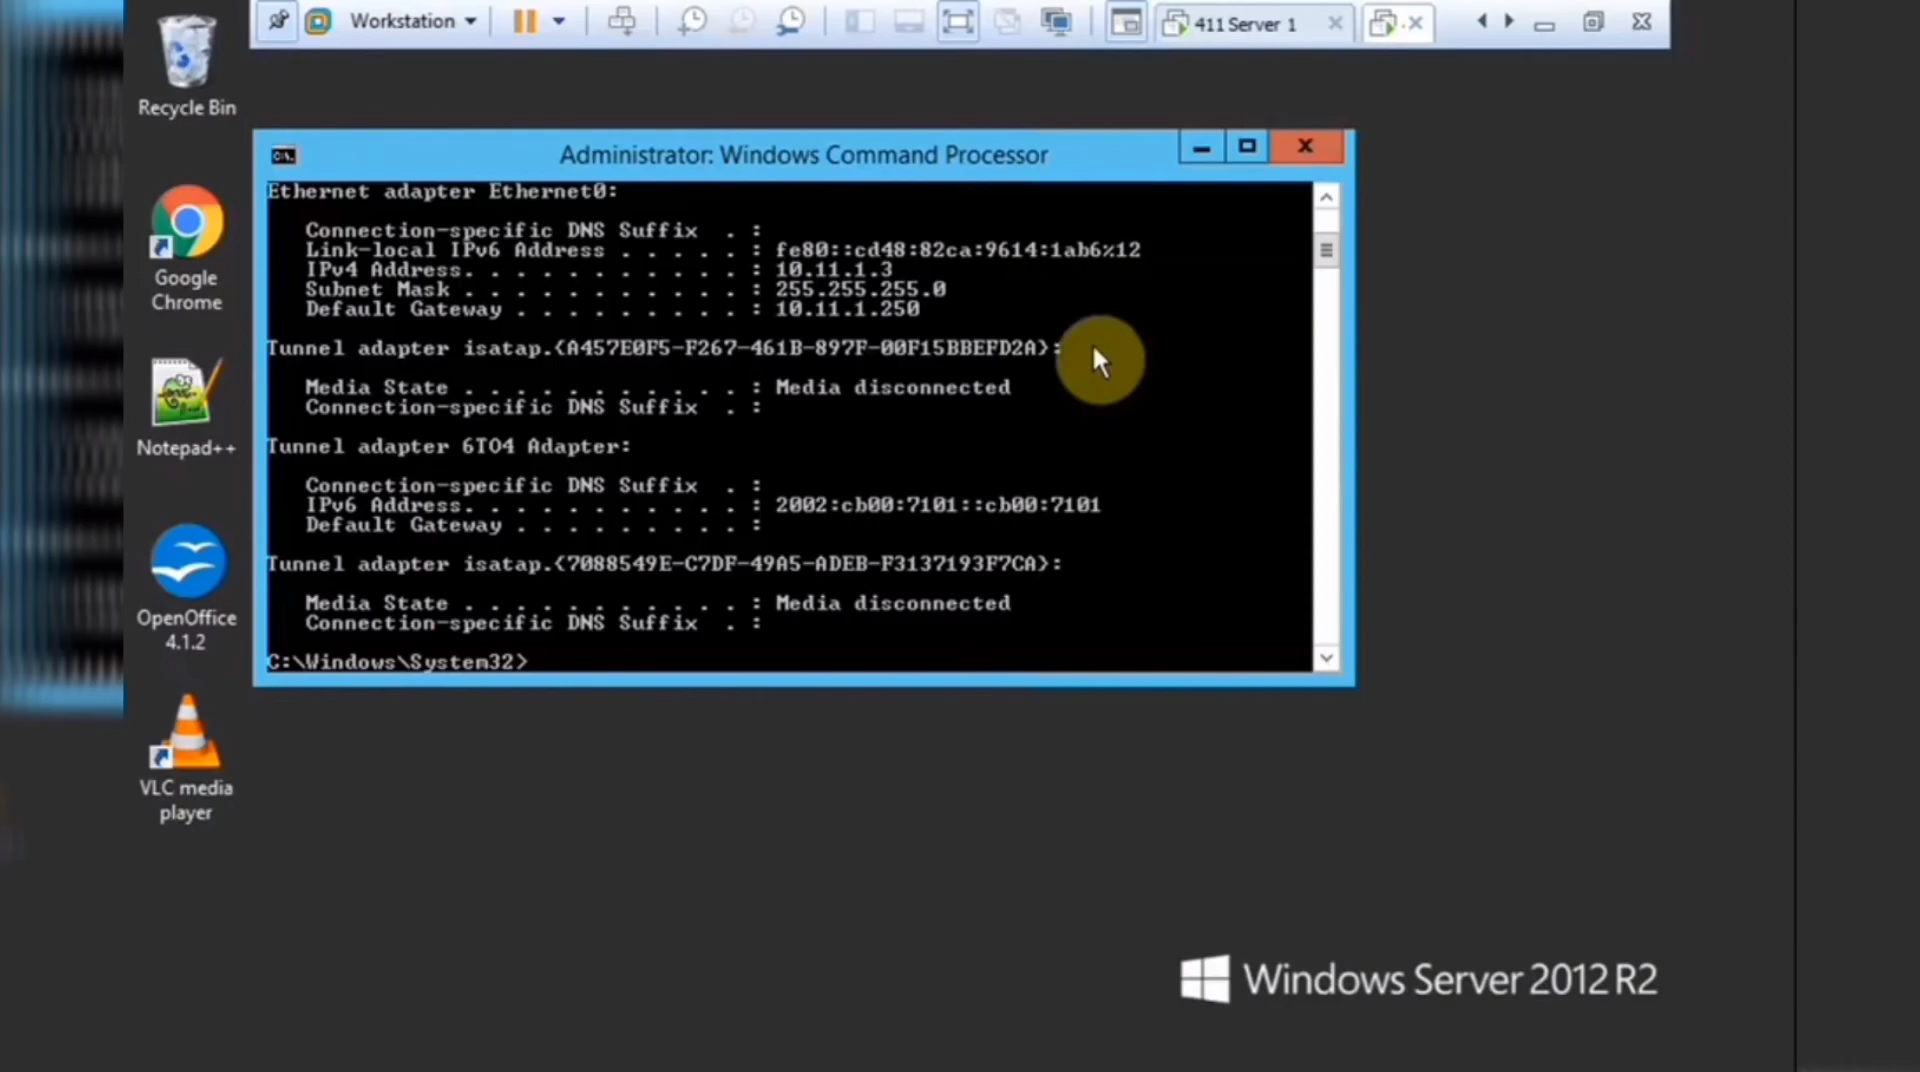 Workstation
411 Server 1
Recycle Bin
Google
Chrome
Notepad++
OpenOffice
4.1.2
VLC media
player
Administrator: Windows Command Processor
Ethernet adapter Ethernet0:
Connection-specific DNS Suffix . :
Link-local IPv6 Address . . . . . : fe80::cd48:82ca:9614:1ab6%12
IPv4 Address. . . . . . . . . . . : 10.11.1.3
Subnet Mask . . . . . . . . . . . : 255.255.255.0
Default Gateway . . . . . . . . . : 10.11.1.250
Tunnel adapter isatap.{A457E0F5-F267-461B-897F-00F15BBEFD2A}:
Media State . . . . . . . . . . . : Media disconnected
Connection-specific DNS Suffix . :
Tunnel adapter 6TO4 Adapter:
Connection-specific DNS Suffix . :
IPv6 Address. . . . . . . . . . . : 2002:cb00:7101::cb00:7101
Default Gateway . . . . . . . . . :
Tunnel adapter isatap.{7088549E-C7DF-49A5-ADEB-F3137193F7CA}:
Media State . . . . . . . . . . . : Media disconnected
Connection-specific DNS Suffix . :
C:\Windows\System32>
Windows Server 2012 R2